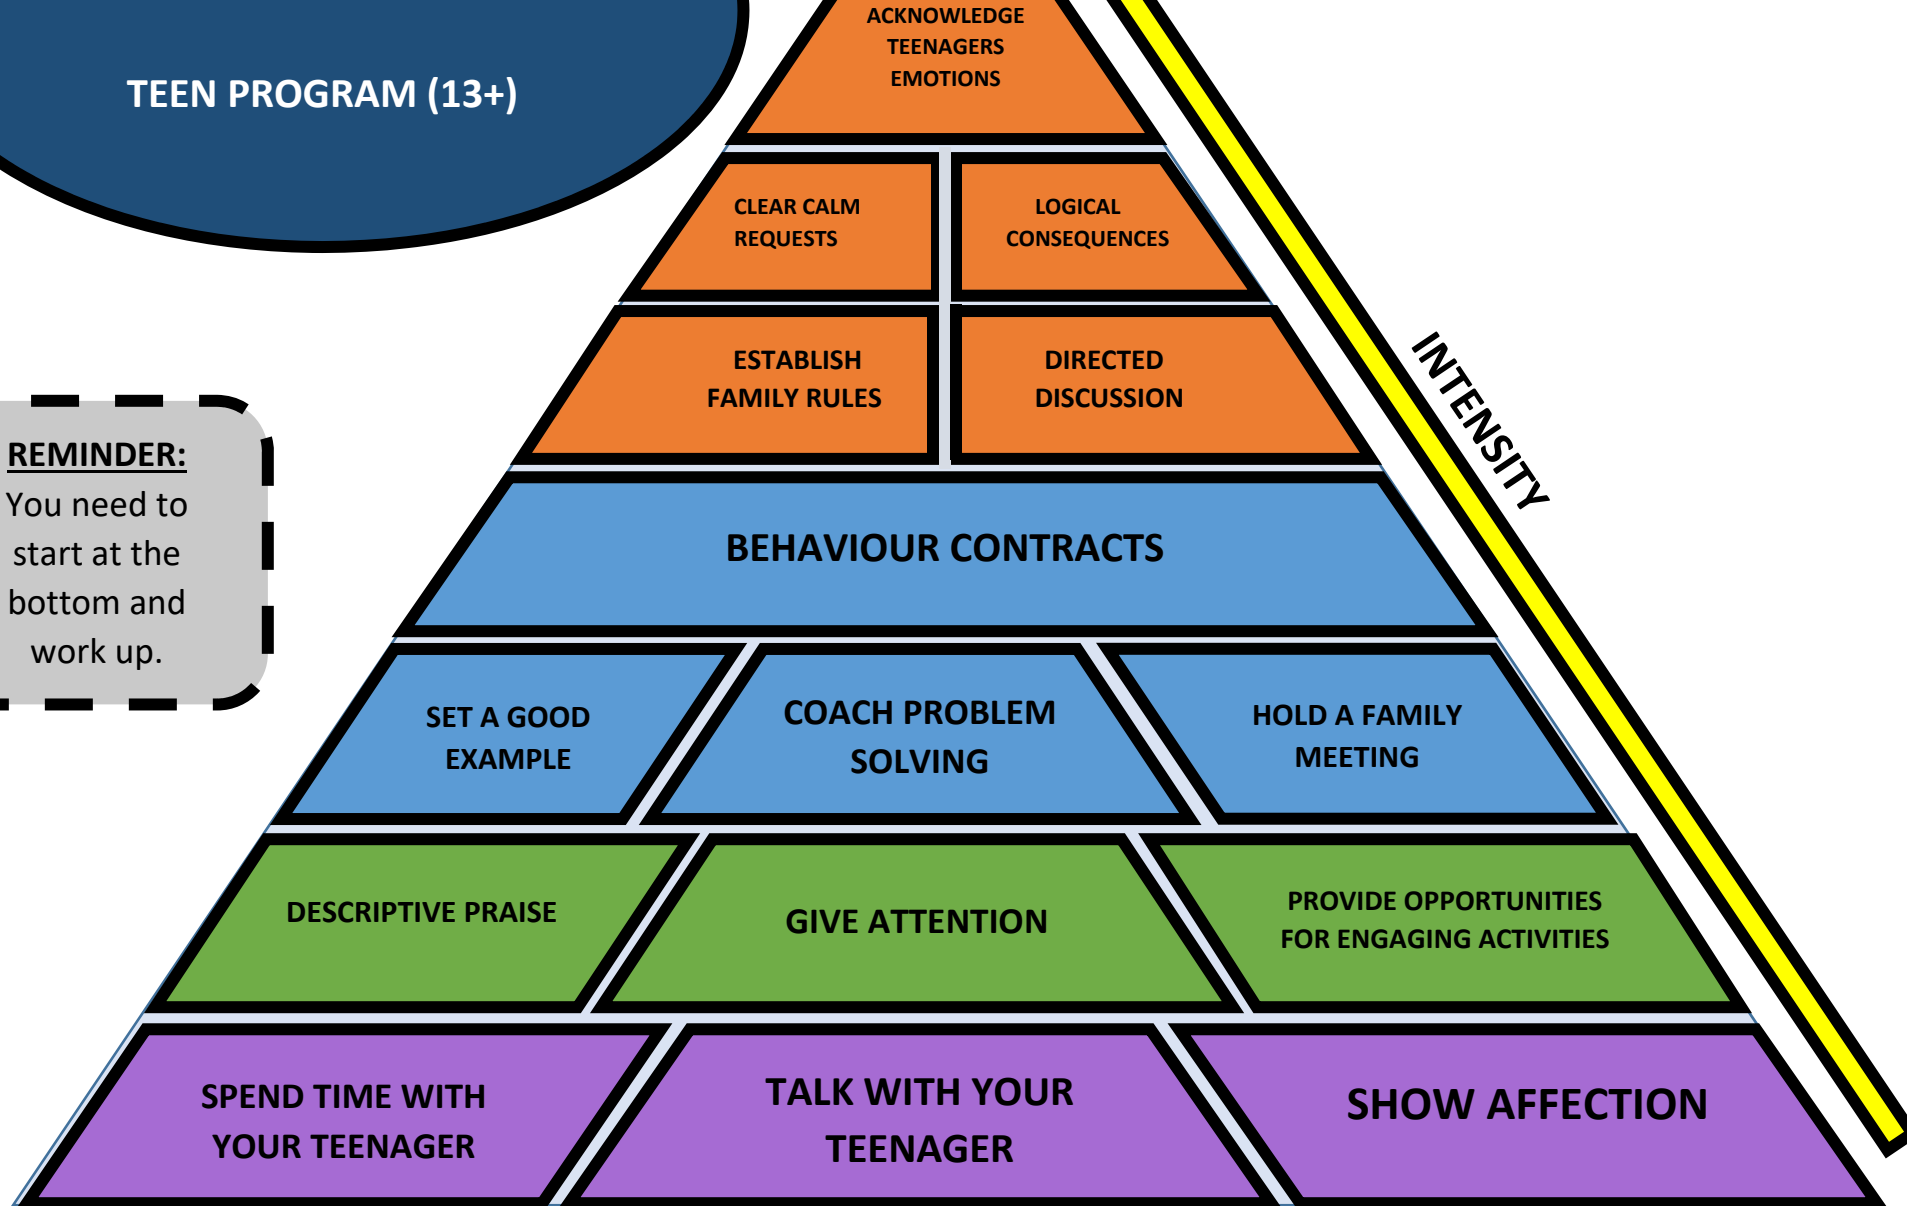 TEEN PROGRAM (13+)
ACKNOWLEDGE
TEENAGERS
EMOTIONS
CLEAR CALM
REQUESTS
LOGICAL
CONSEQUENCES
ESTABLISH
FAMILY RULES
DIRECTED
DISCUSSION
INTENSITY
REMINDER:
You need to
start at the
bottom and
work up.
BEHAVIOUR CONTRACTS
SET A GOOD
EXAMPLE
COACH PROBLEM
SOLVING
HOLD A FAMILY
MEETING
DESCRIPTIVE PRAISE
GIVE ATTENTION
PROVIDE OPPORTUNITIES
FOR ENGAGING ACTIVITIES
SPEND TIME WITH
YOUR TEENAGER
TALK WITH YOUR
TEENAGER
SHOW AFFECTION